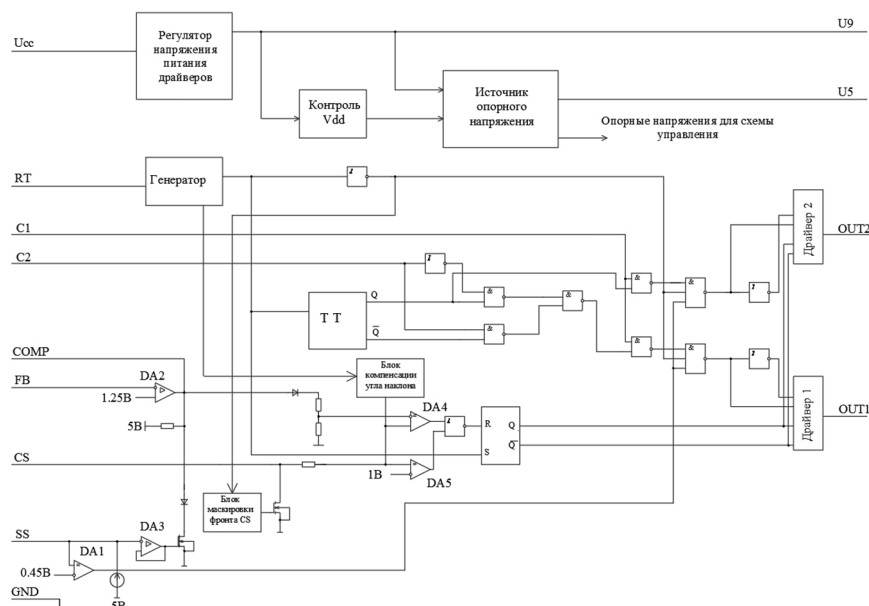 U9
Ucc
Регулятор
напряжения
питания
драйверов
U5
Контроль
Vdd
Источник
опорного
напряжения
Опорные напряжения для схемы
управления
RT
Генератор
1
C1
C2
1
OUT2
Драйвер 2
&
&
1
&
&
&
T T
Q
Q
&
&
1
COMP
FB
DA2
1.25В
5В
Блок
компенсации
угла наклона
DA4
R
S
Q
Q
1
OUT1
Драйвер 1
CS
1В
DA5
Блок
маскировки
фронта CS
SS
DA3
DA1
0.45В
5В
GND